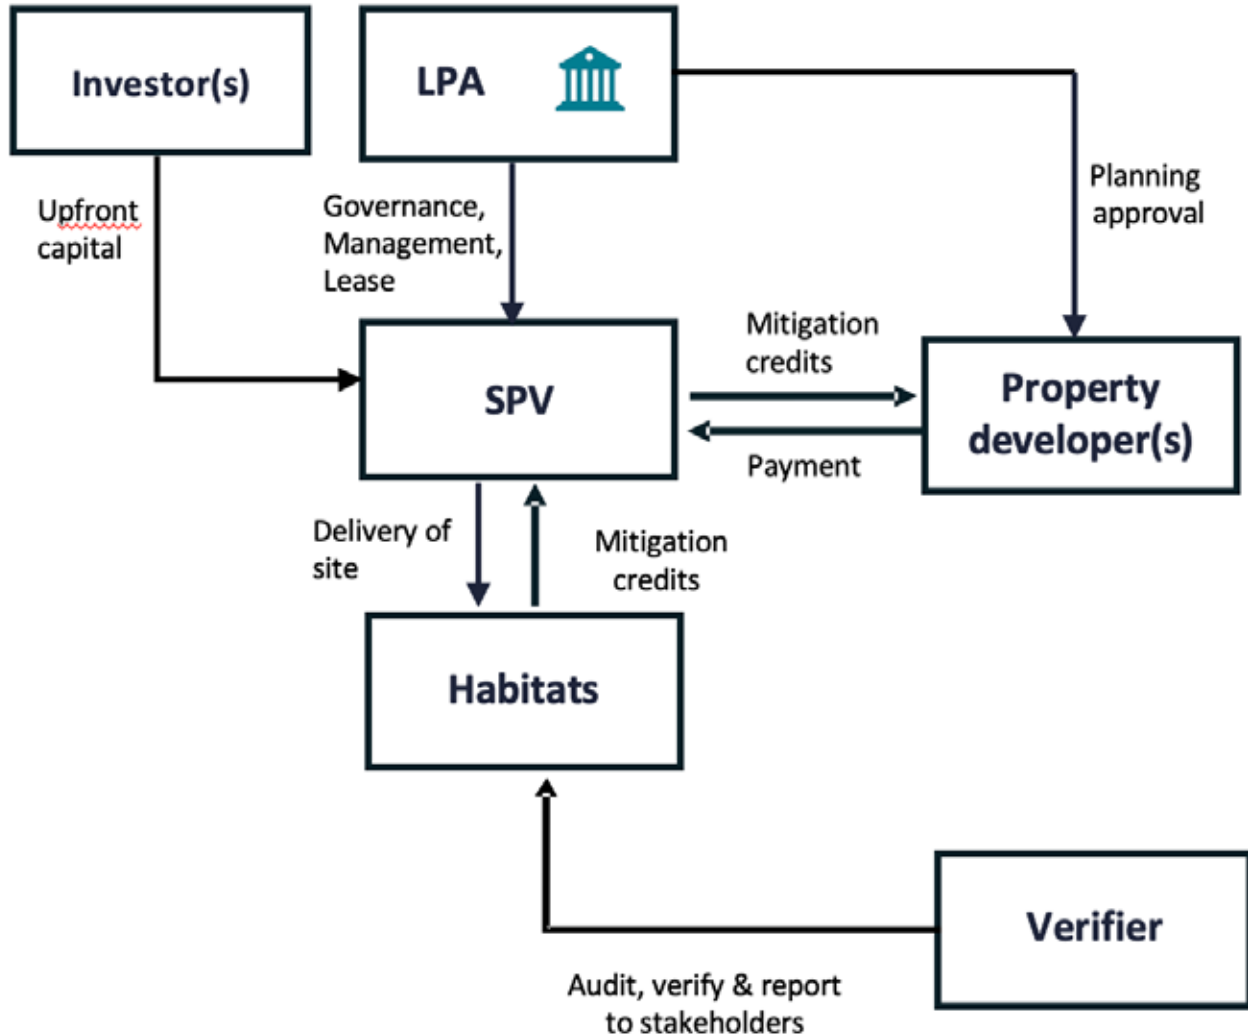 Investor(s)
LPA
Upfront
capital
Governance,
Management,
Lease
Planning
approval
SPV
Mitigation
credits
Property
developer(s)
Payment
Delivery of
site
Mitigation
credits
Habitats
Verifier
Audit, verify & report
to stakeholders